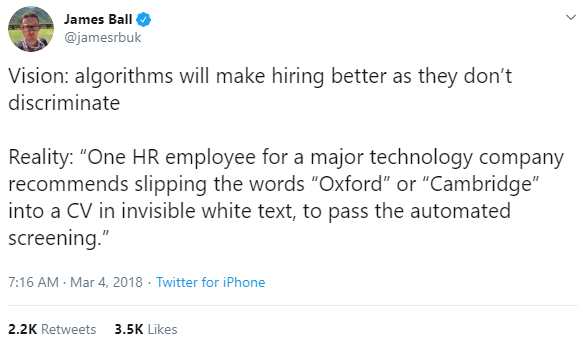 James Ball
@jamesrbuk
Vision: algorithms will make hiring better as they don’t
discriminate
Reality: “One HR employee for a major technology company
recommends slipping the words “Oxford” or “Cambridge”
into a CV in invisible white text, to pass the automated
screening.”
7:16 AM · Mar 4, 2018 · Twitter for iPhone
2.2K Retweets 3.5K Likes